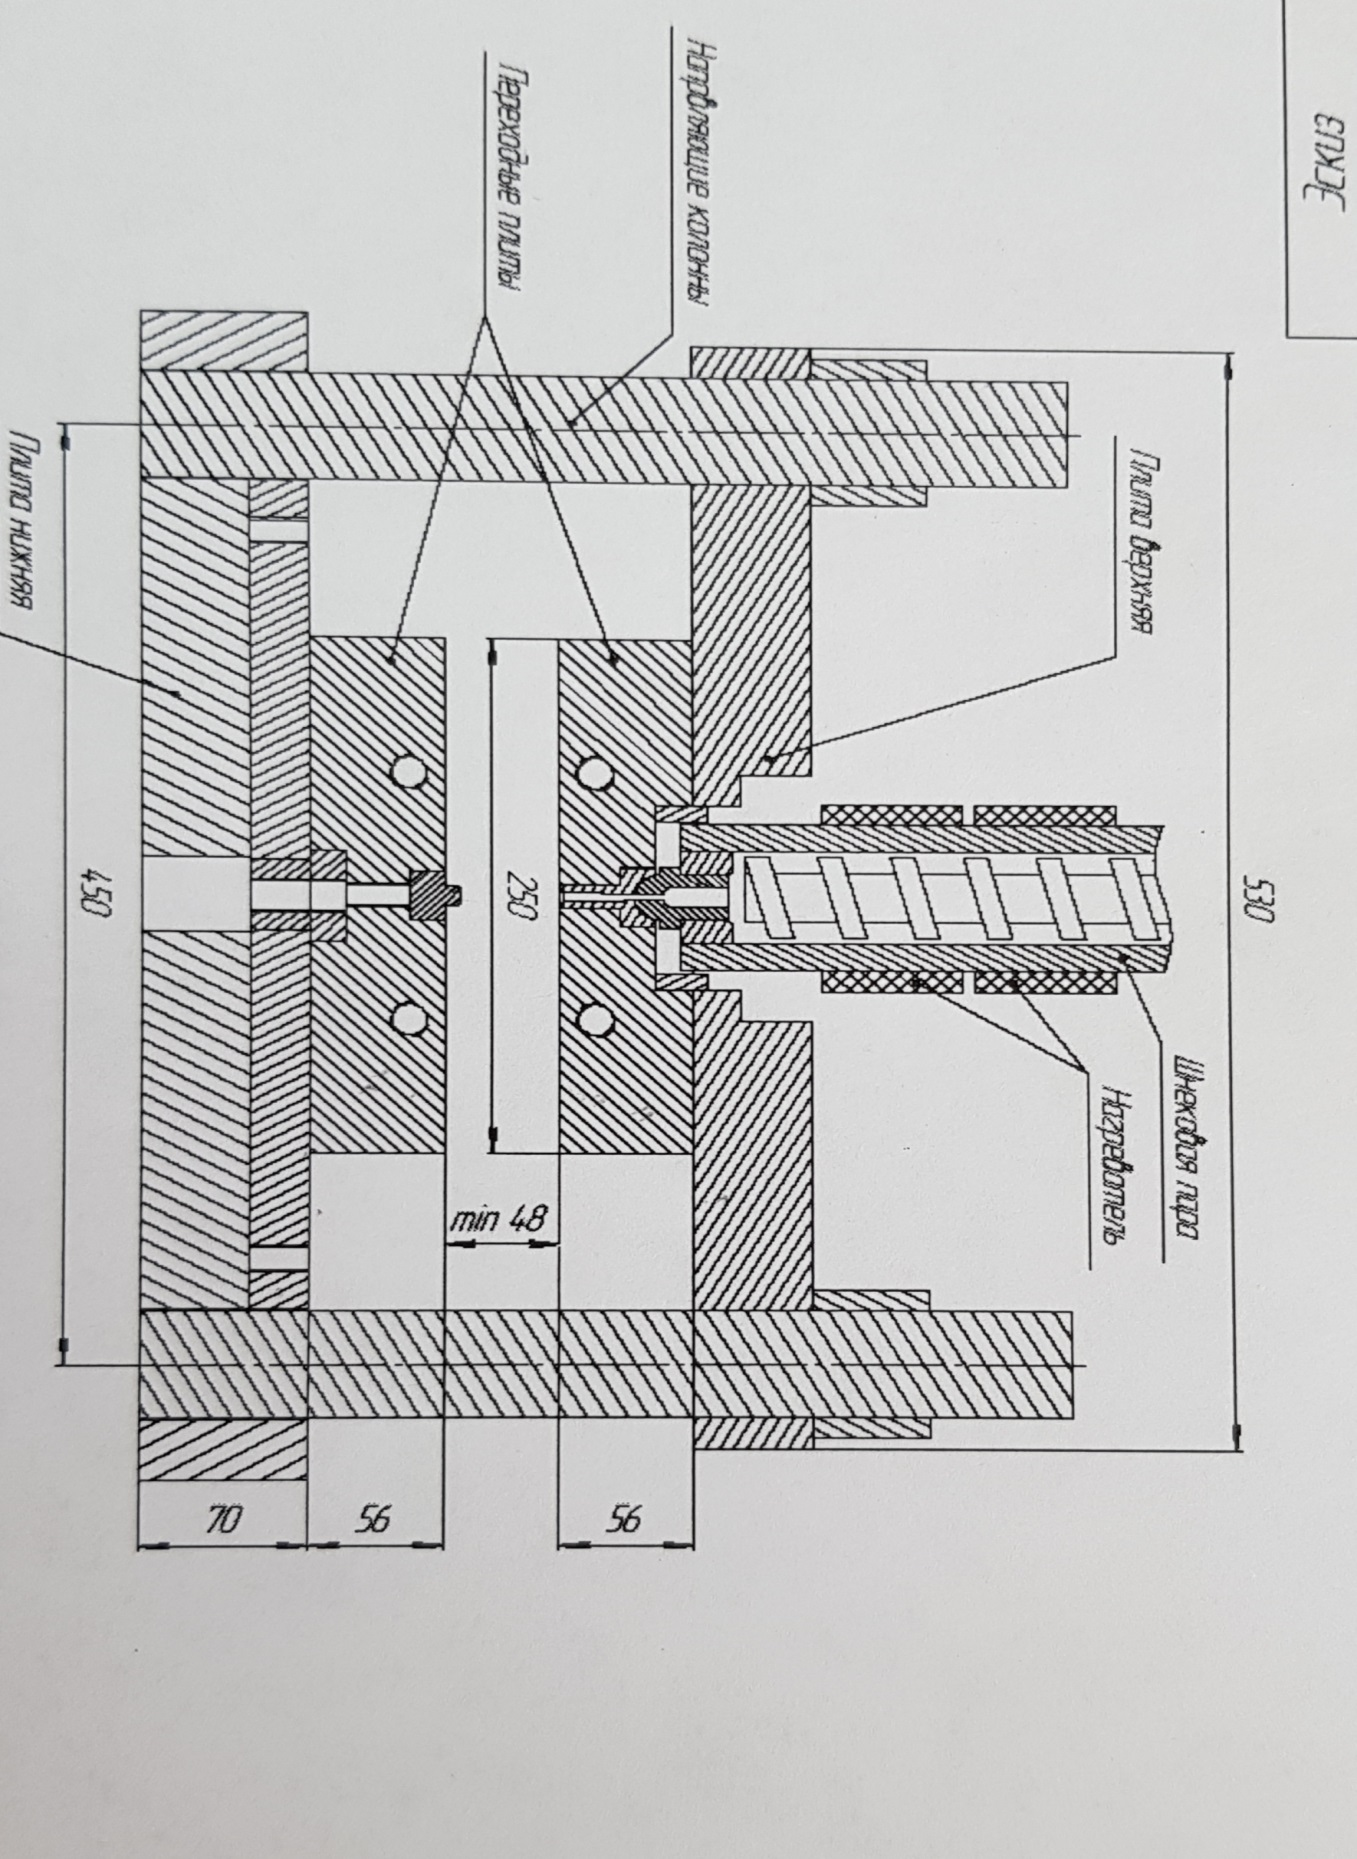 Эскиз
530
Плита верхняя
Направляющие колонны
Переходные плиты
Плита нижняя
Шнековая пара
Нагреватель
250
450
min 48
56
56
70